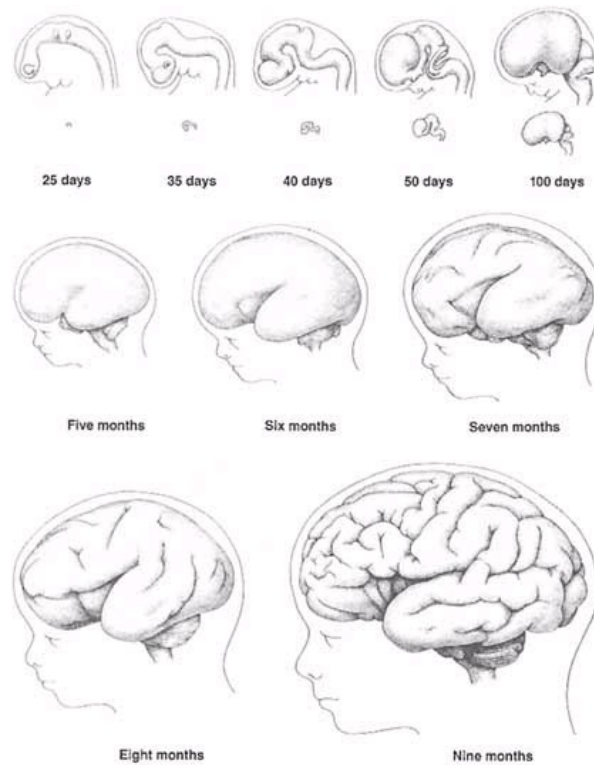 25 days
35 days
40 days
50 days
100 days
Five months
Six months
Seven months
Eight months
Nine months